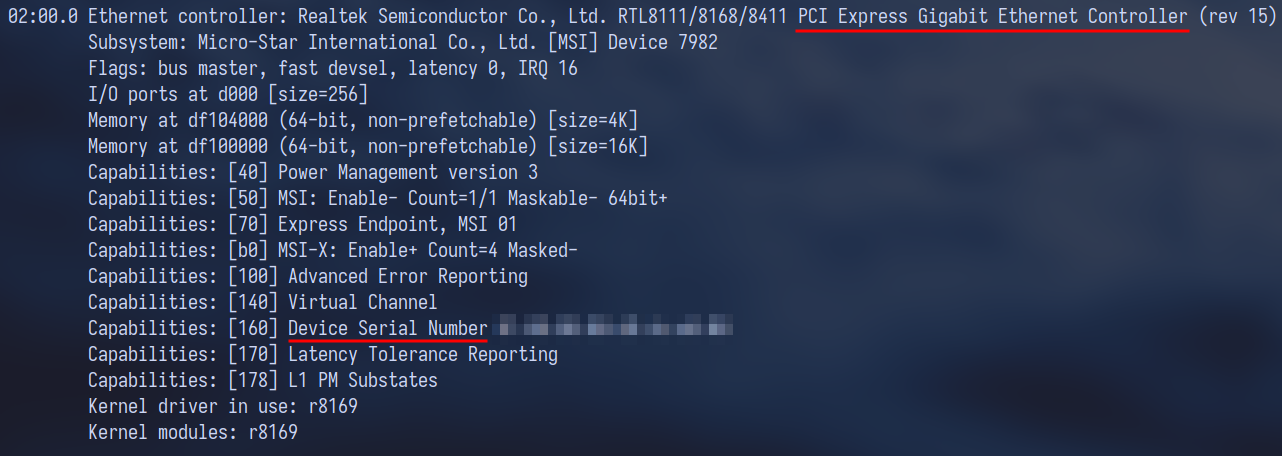 02:00.0 Ethernet controller: Realtek Semiconductor Co., Ltd. RTL8111/8168/8411 PCI Express Gigabit Ethernet Controller (rev 15)
Subsystem: Micro-Star International Co., Ltd. [MSI] Device 7982
Flags: bus master, fast devsel, latency 0, IRQ 16
I/O ports at d000 [size=256]
Memory at df104000 (64-bit, non-prefetchable) [size=4K]
Memory at df100000 (64-bit, non-prefetchable) [size=16K]
Capabilities: [40] Power Management version 3
Capabilities: [50] MSI: Enable- Count=1/1 Maskable- 64bit+
Capabilities: [70] Express Endpoint, MSI 01
Capabilities: [b0] MSI-X: Enable+ Count=4 Masked-
Capabilities: [100] Advanced Error Reporting
Capabilities: [140] Virtual Channel
Capabilities: [160] Device Serial Number
Capabilities: [170] Latency Tolerance Reporting
Capabilities: [178] L1 PM Substates
Kernel driver in use: r8169
Kernel modules: r8169